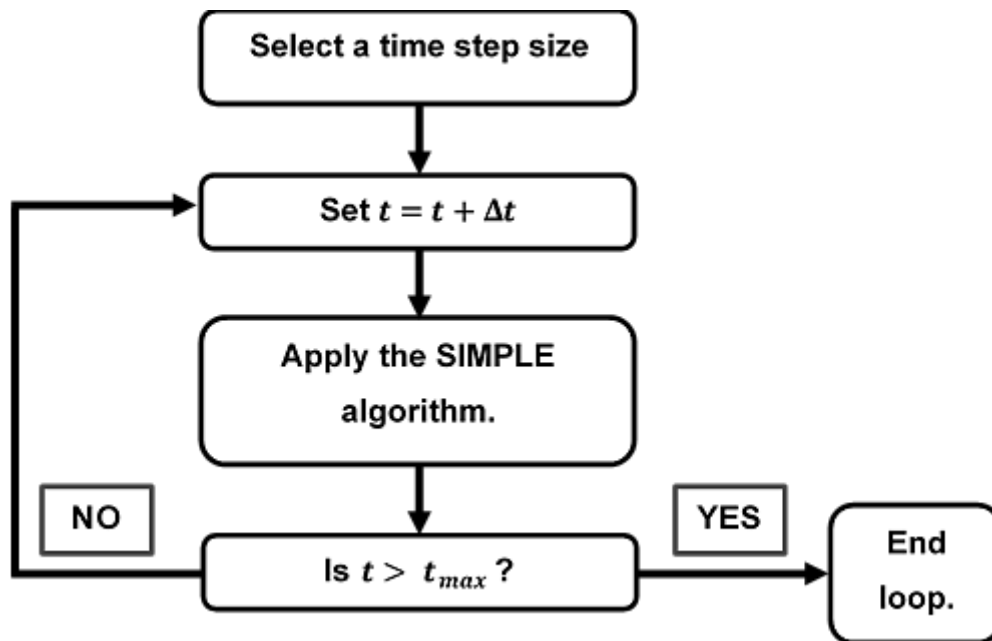 Select a time step size
Set t = t + Δt
Apply the SIMPLE
algorithm.
NO
YES
Is t > t_max ?
End
loop.